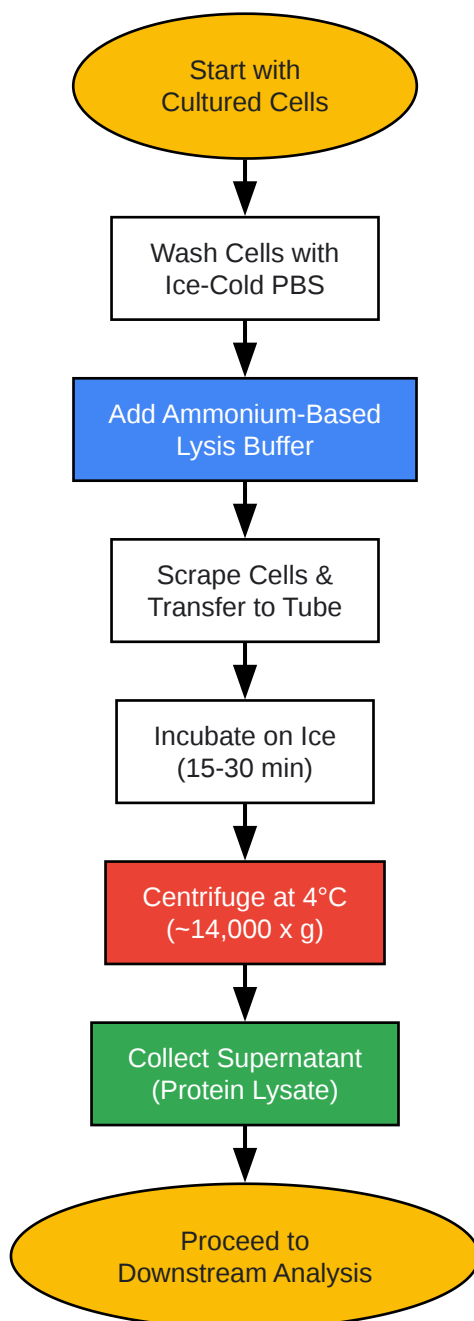 Start with
Cultured Cells
Wash Cells with
Ice-Cold PBS
Add Ammonium-Based
Lysis Buffer
Scrape Cells &
Transfer to Tube
Incubate on Ice
(15-30 min)
Centrifuge at 4°C
(~14,000 x g)
Collect Supernatant
(Protein Lysate)
Proceed to
Downstream Analysis